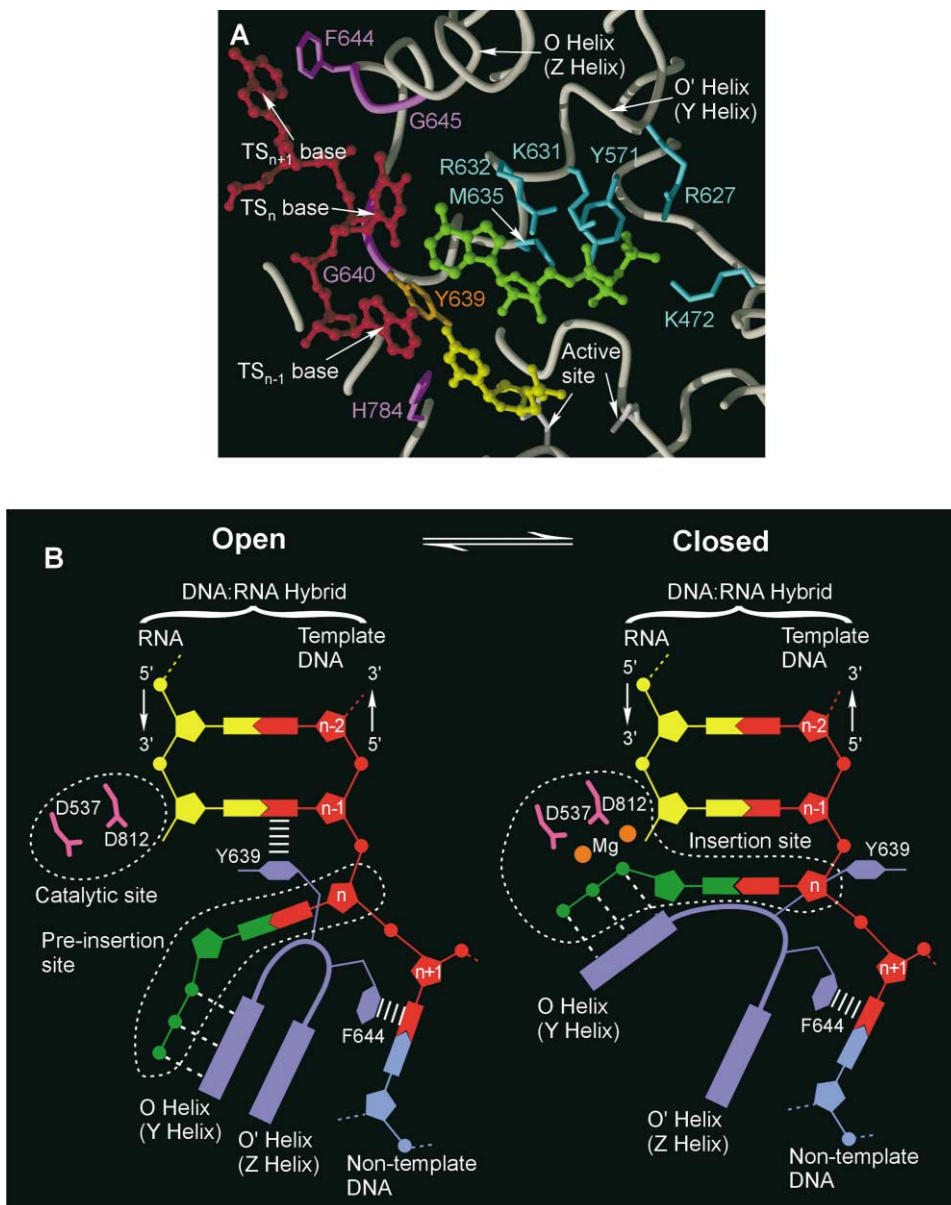 A
F644
O Helix
(Z Helix)
G645
O' Helix
(Y Helix)
TSn+1 base
R632
K631
Y571
M635
R627
TSn base
G640
Y639
K472
TSn-1 base
Active
site
H784
B
Open
Closed
DNA:RNA Hybrid
RNA
Template
DNA
5'
3'
n-2
3'
5'
D537
D812
n-1
Y639
Catalytic site
n
Pre-insertion
site
n+1
F644
O Helix
(Y Helix)
O' Helix
(Z Helix)
Non-template
DNA
DNA:RNA Hybrid
RNA
Template
DNA
5'
3'
n-2
3'
5'
D537
D812
n-1
Mg
Insertion site
Y639
n
n+1
F644
O Helix
(Y Helix)
O' Helix
(Z Helix)
Non-template
DNA